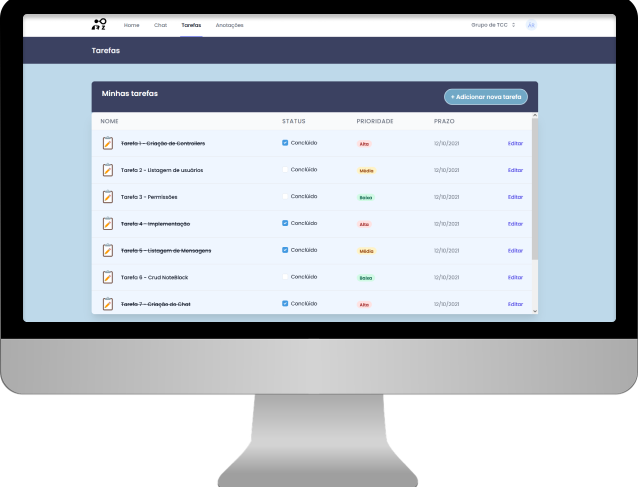 Home Chat Tarefas Anotações Grupo de TCC AR
Tarefas
Minhas tarefas + Adicionar nova tarefa
NOME STATUS PRIORIDADE PRAZO
Tarefa 1 - Criação de Controllers Concluído Alta 12/10/2021 Editar
Tarefa 2 - Listagem de usuários Concluído Média 12/10/2021 Editar
Tarefa 3 - Permissões Concluído Baixa 12/10/2021 Editar
Tarefa 4 - Implementação Concluído Alta 12/10/2021 Editar
Tarefa 5 - Listagem de Mensagens Concluído Média 12/10/2021 Editar
Tarefa 6 - Crud NoteBlock Concluído Baixa 12/10/2021 Editar
Tarefa 7 - Criação do Chat Concluído Alta 12/10/2021 Editar